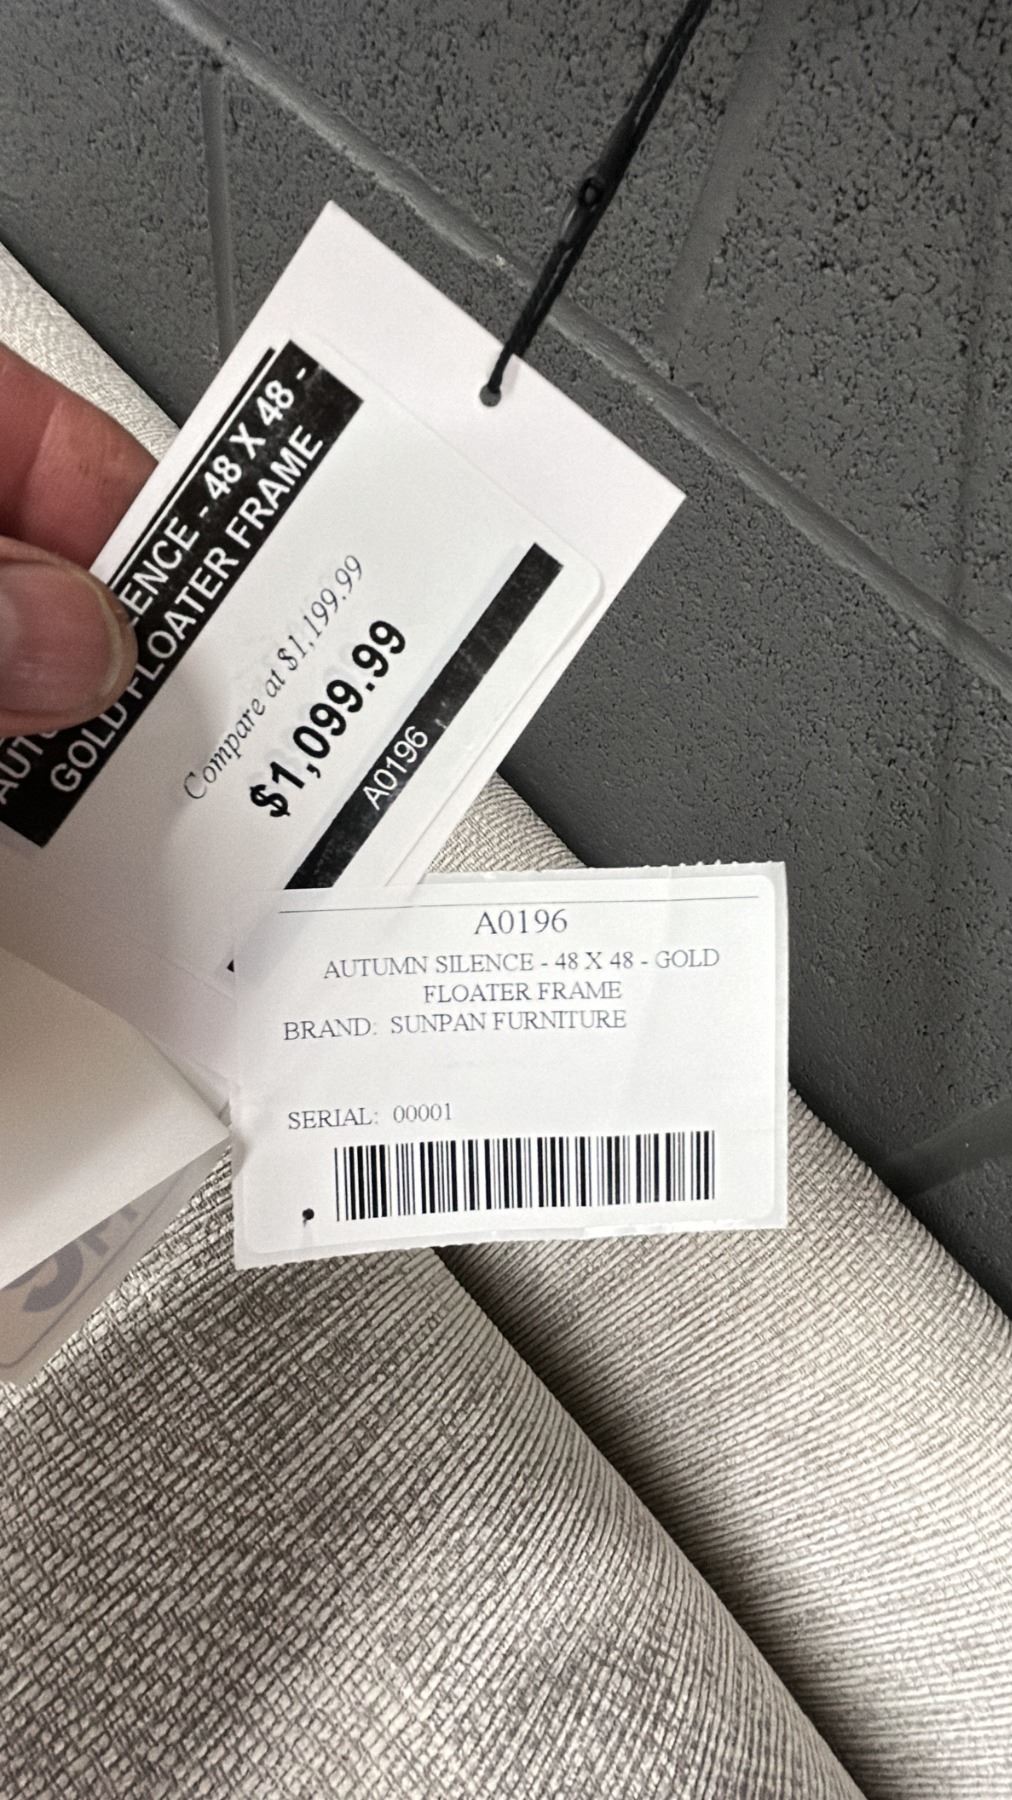 ENCE - 48 X 48 -
GOLD FLOATER FRAME
Compare at $1,199.99
$1,099.99
A0196
A0196
AUTUMN SILENCE - 48 X 48 - GOLD
FLOATER FRAME
BRAND: SUNPAN FURNITURE
SERIAL: 00001